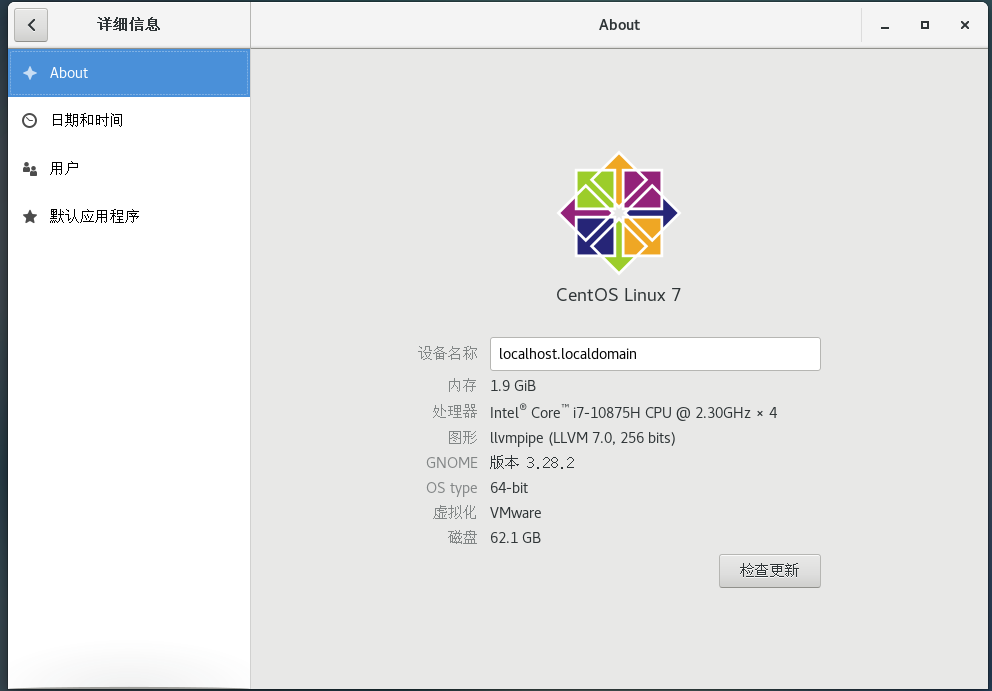 详细信息
About
About
日期和时间
用户
默认应用程序
CentOS Linux 7
设备名称 localhost.localdomain
内存 1.9 GiB
处理器 Intel® Core™ i7-10875H CPU @ 2.30GHz × 4
图形 llvmpipe (LLVM 7.0, 256 bits)
GNOME 版本 3.28.2
OS type 64-bit
虚拟化 VMware
磁盘 62.1 GB
检查更新